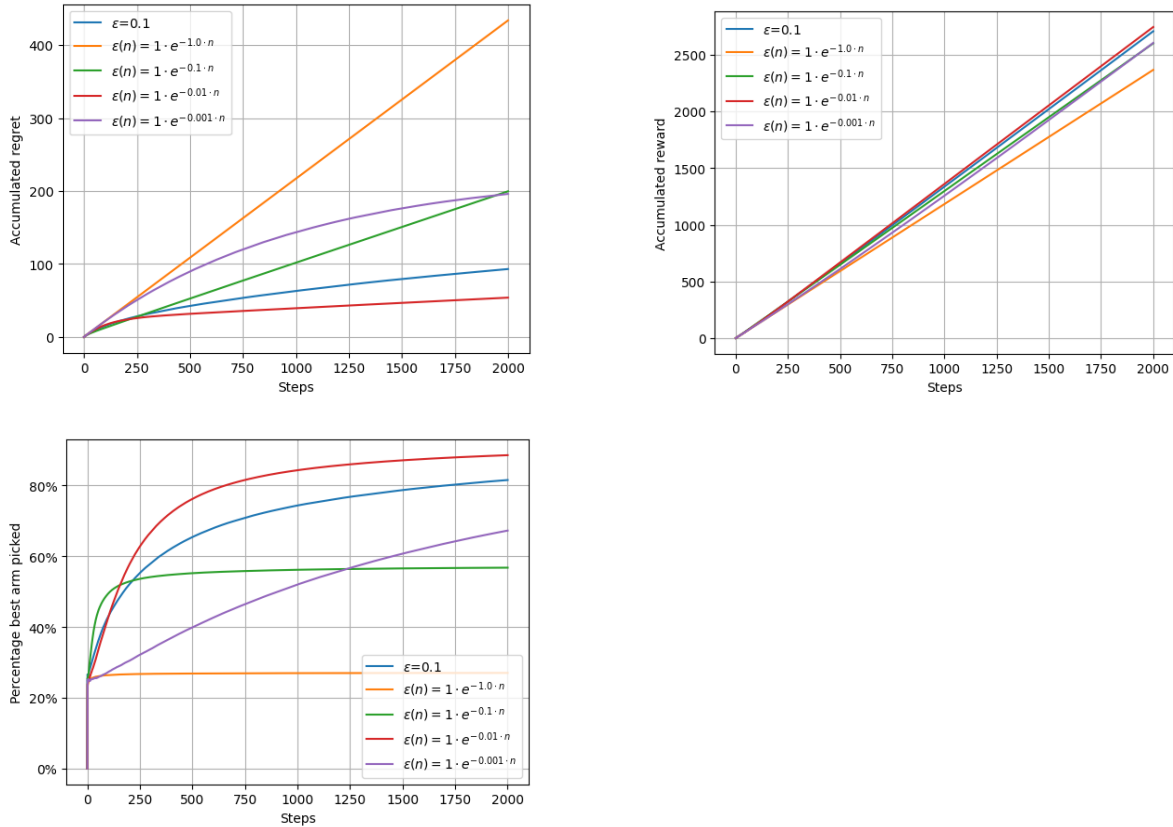 ε=0.1
ε(n) = 1 · e^{−1.0 · n}
ε(n) = 1 · e^{−0.1 · n}
ε(n) = 1 · e^{−0.01 · n}
ε(n) = 1 · e^{−0.001 · n}
400
300
200
100
0
Accumulated regret
0 250 500 750 1000 1250 1500 1750 2000
Steps
ε=0.1
ε(n) = 1 · e^{−1.0 · n}
ε(n) = 1 · e^{−0.1 · n}
ε(n) = 1 · e^{−0.01 · n}
ε(n) = 1 · e^{−0.001 · n}
2500
2000
1500
1000
500
0
Accumulated reward
0 250 500 750 1000 1250 1500 1750 2000
Steps
80%
60%
40%
20%
0%
Percentage best arm picked
ε=0.1
ε(n) = 1 · e^{−1.0 · n}
ε(n) = 1 · e^{−0.1 · n}
ε(n) = 1 · e^{−0.01 · n}
ε(n) = 1 · e^{−0.001 · n}
0 250 500 750 1000 1250 1500 1750 2000
Steps